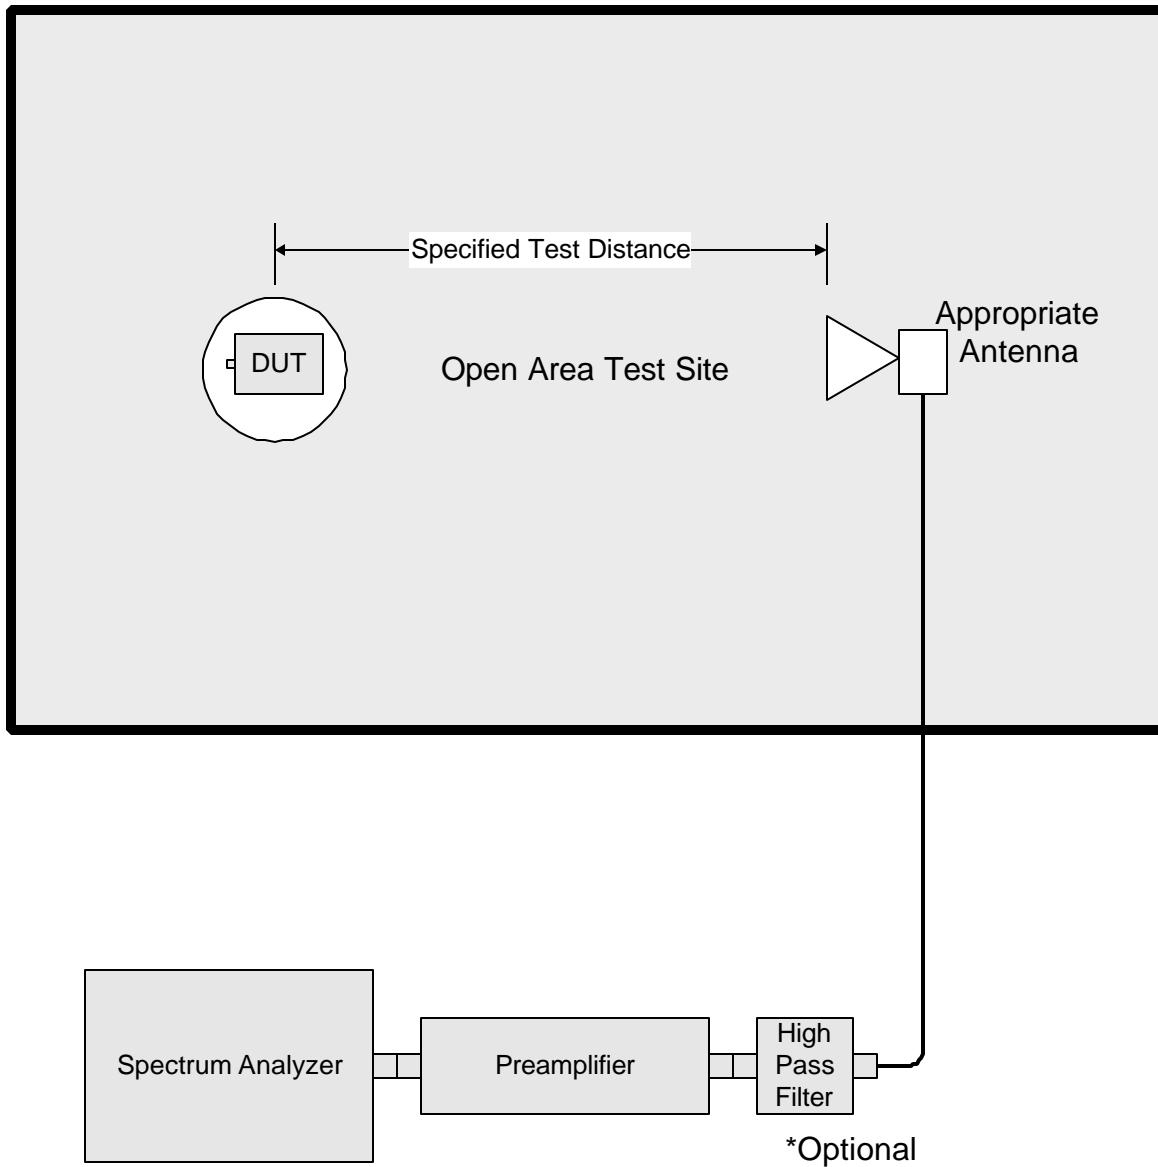 Specified Test Distance
Appropriate
Antenna
DUT
Open Area Test Site
Spectrum Analyzer
Preamplifier
High
Pass
Filter
*Optional